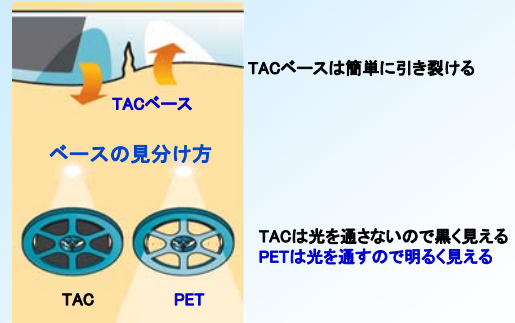 TACベースは簡単に引き裂ける
TACベース
ベースの見分け方
TACは光を通さないので黒く見える
PETは光を通すので明るく見える
TAC PET